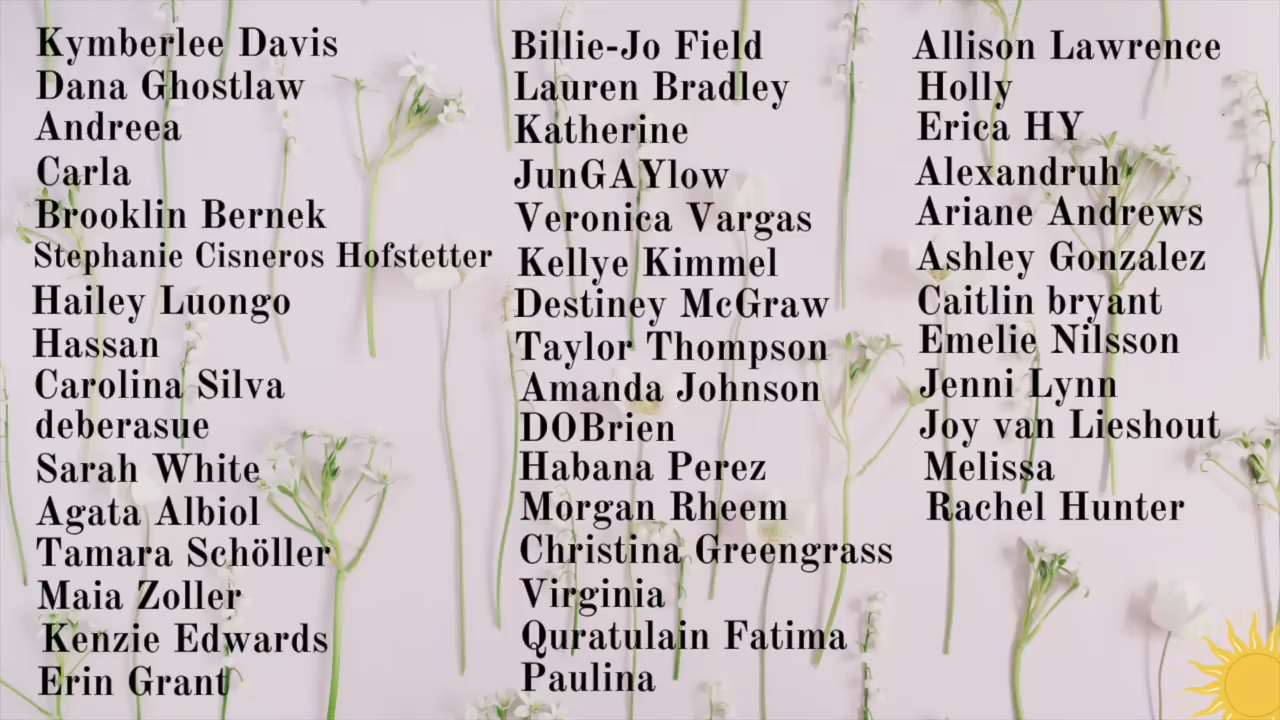 Kymberlee Davis
Dana Ghostlaw
Andreea
Carla
Brooklin Bernek
Stephanie Cisneros Hofstetter
Hailey Luongo
Hassan
Carolina Silva
deberasue
Sarah White
Agata Albiol
Tamara Schöller
Maia Zoller
Kenzie Edwards
Erin Grant
Billie-Jo Field
Lauren Bradley
Katherine
JunGAYlow
Veronica Vargas
Kellye Kimmel
Destiney McGraw
Taylor Thompson
Amanda Johnson
DOBrien
Habana Perez
Morgan Rheem
Christina Greengrass
Virginia
Quratulain Fatima
Paulina
Allison Lawrence
Holly
Erica HY
Alexandruh
Ariane Andrews
Ashley Gonzalez
Caitlin bryant
Emelie Nilsson
Jenni Lynn
Joy van Lieshout
Melissa
Rachel Hunter